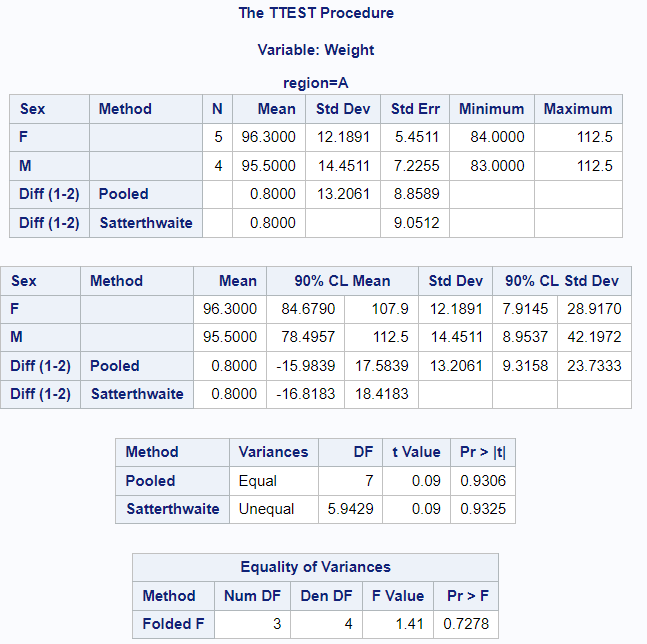 The TTEST Procedure
Variable: Weight
region=A
Sex Method N Mean Std Dev Std Err Minimum Maximum
F 5 96.3000 12.1891 5.4511 84.0000 112.5
M 4 95.5000 14.4511 7.2255 83.0000 112.5
Diff (1-2) Pooled 0.8000 13.2061 8.8589
Diff (1-2) Satterthwaite 0.8000 9.0512
Sex Method Mean 90% CL Mean Std Dev 90% CL Std Dev
F 96.3000 84.6790 107.9 12.1891 7.9145 28.9170
M 95.5000 78.4957 112.5 14.4511 8.9537 42.1972
Diff (1-2) Pooled 0.8000 -15.9839 17.5839 13.2061 9.3158 23.7333
Diff (1-2) Satterthwaite 0.8000 -16.8183 18.4183
Method Variances DF t Value Pr > |t|
Pooled Equal 7 0.09 0.9306
Satterthwaite Unequal 5.9429 0.09 0.9325
Equality of Variances
Method Num DF Den DF F Value Pr > F
Folded F 3 4 1.41 0.7278